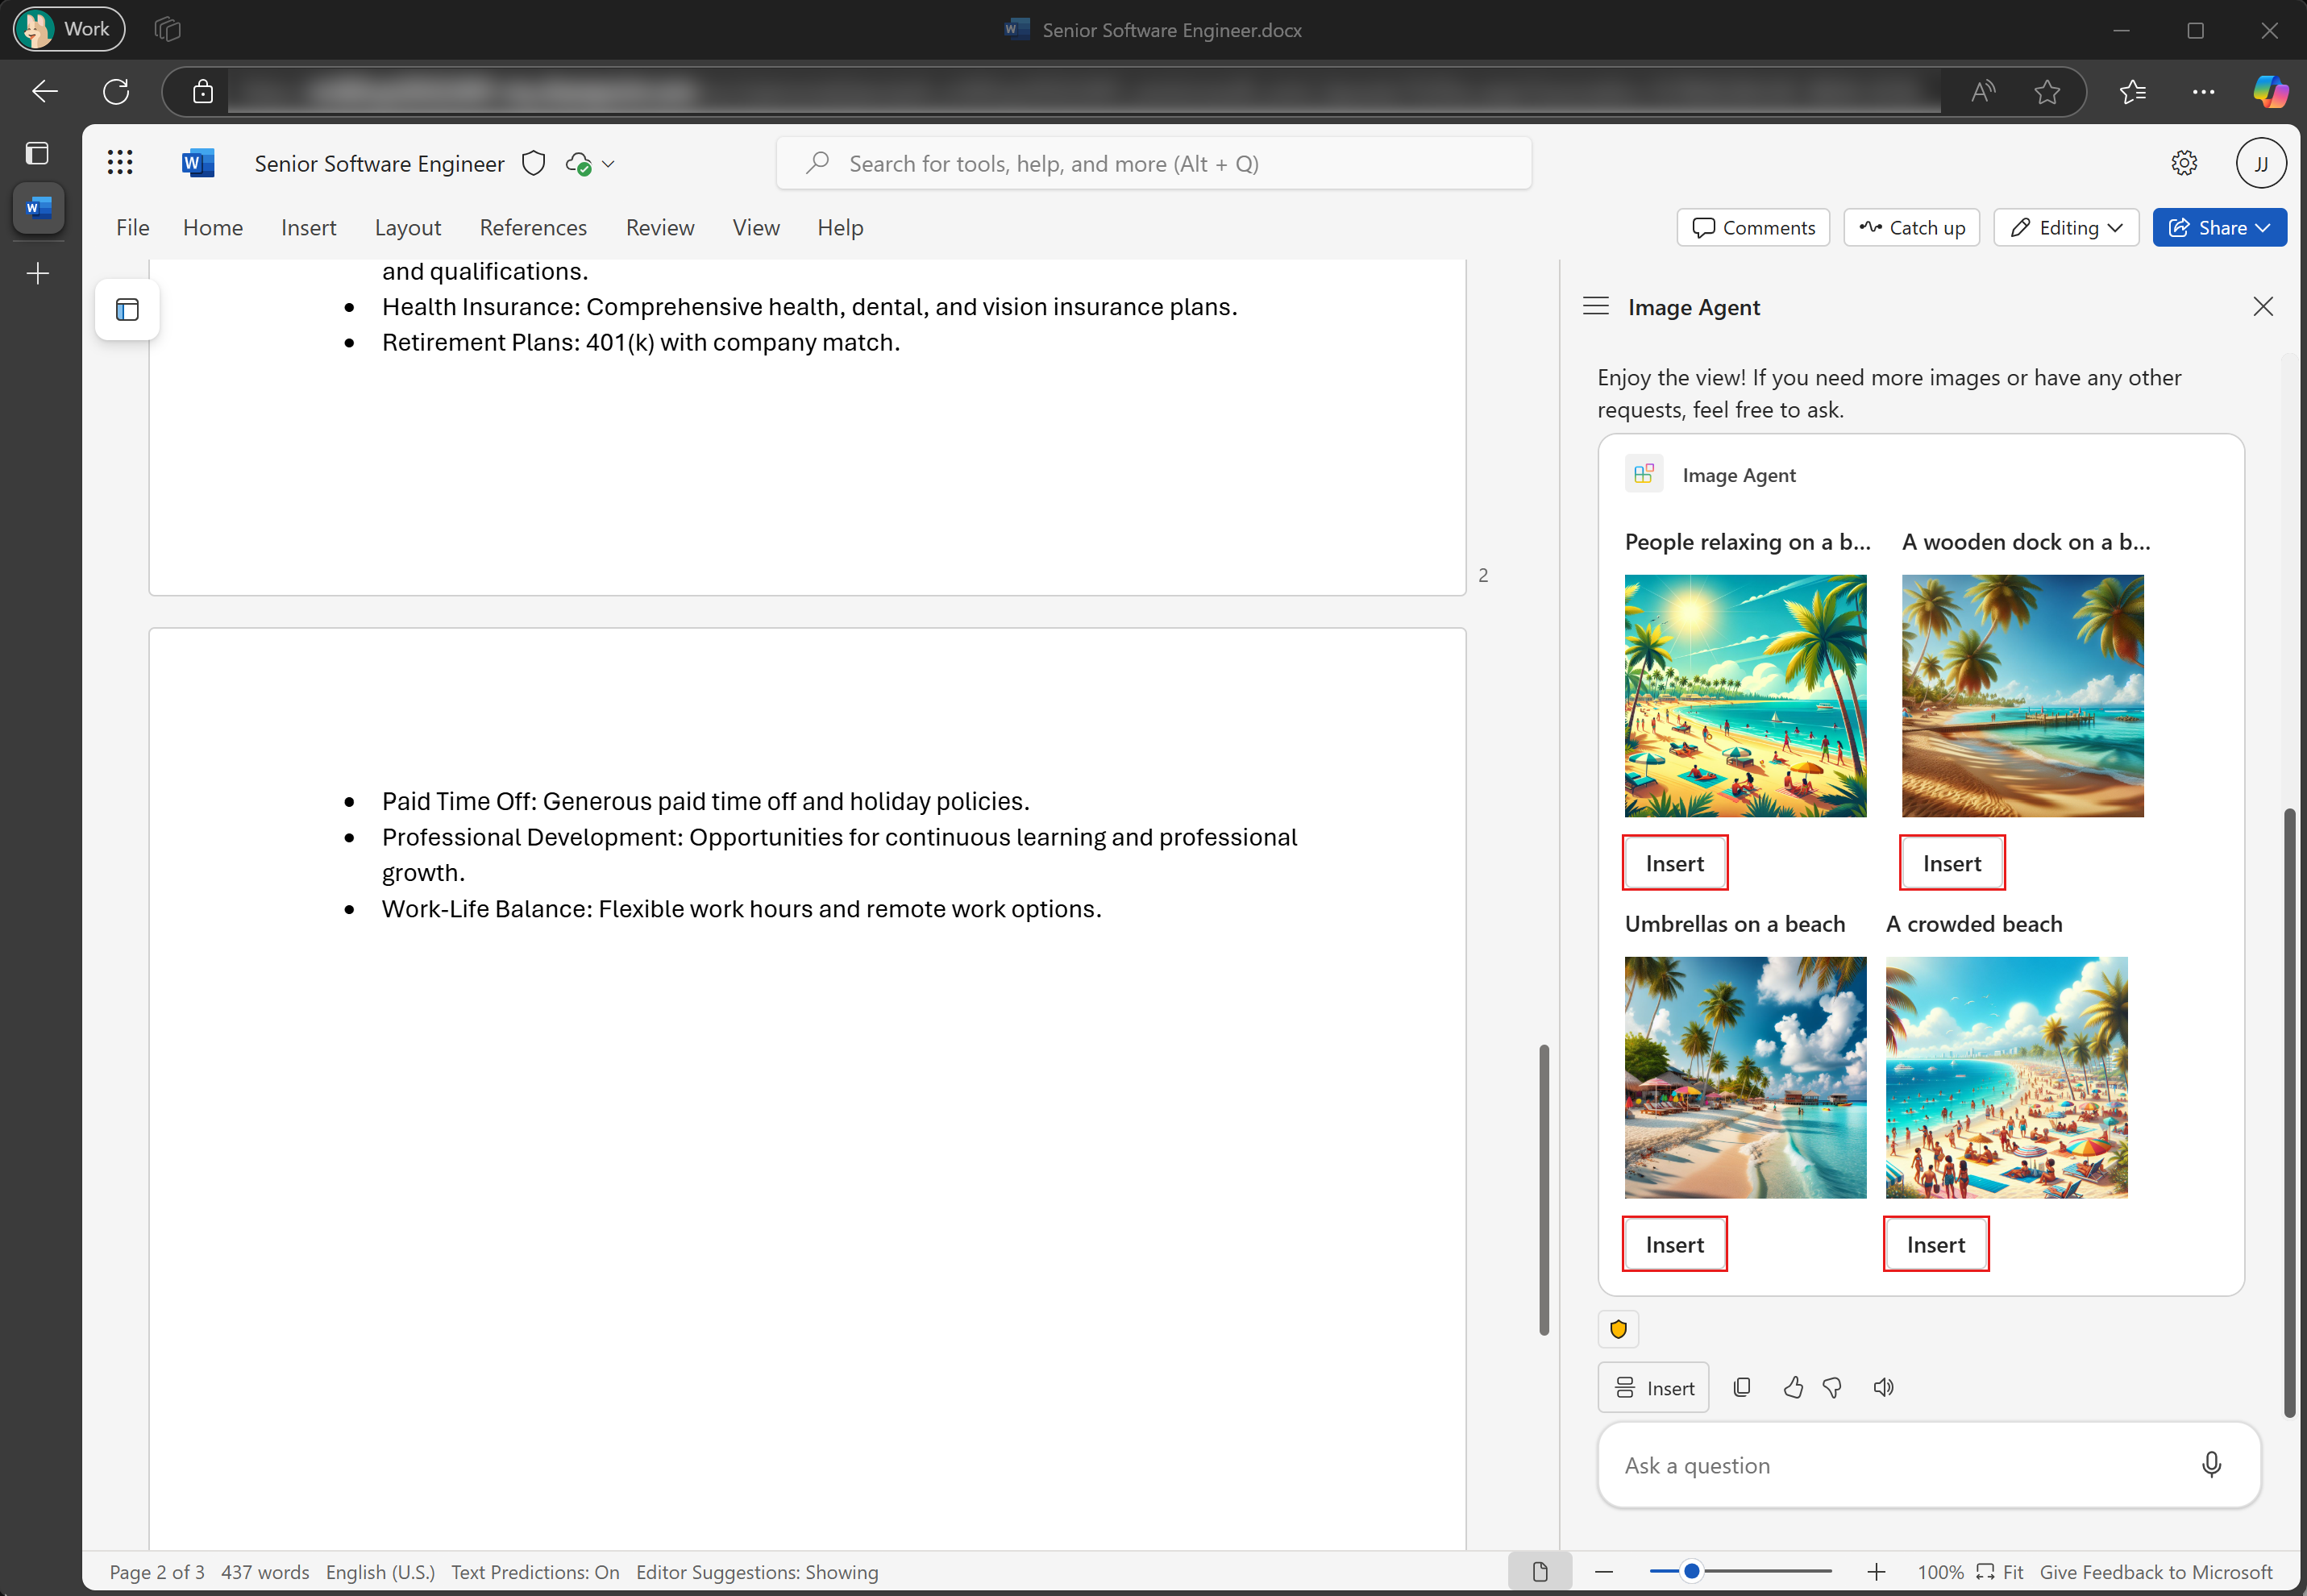 Work
Senior Software Engineer.docx
Senior Software Engineer
Search for tools, help, and more (Alt + Q)
JJ
File Home Insert Layout References Review View Help
Comments Catch up Editing Share
and qualifications.
• Health Insurance: Comprehensive health, dental, and vision insurance plans.
• Retirement Plans: 401(k) with company match.
2
• Paid Time Off: Generous paid time off and holiday policies.
• Professional Development: Opportunities for continuous learning and professional
growth.
• Work-Life Balance: Flexible work hours and remote work options.
Image Agent
Enjoy the view! If you need more images or have any other
requests, feel free to ask.
Image Agent
People relaxing on a b... A wooden dock on a b...
Insert Insert
Umbrellas on a beach A crowded beach
Insert Insert
Insert
Ask a question
Page 2 of 3 437 words English (U.S.) Text Predictions: On Editor Suggestions: Showing
100% Fit Give Feedback to Microsoft